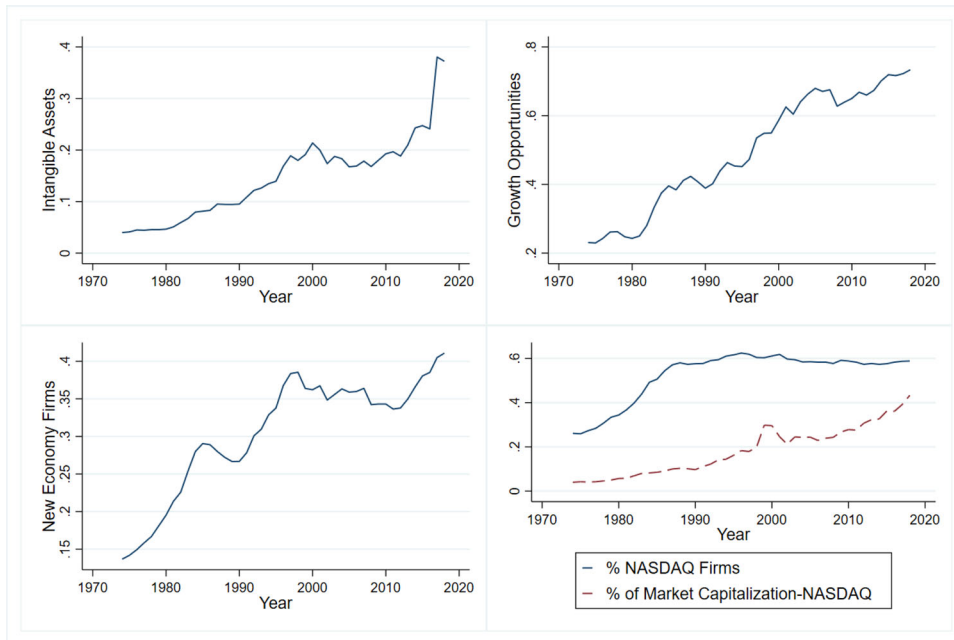 Intangible Assets
.4
.3
.2
.1
0
1970 1980 1990 2000 2010 2020
Year
Growth Opportunities
.8
.6
.4
.2
1970 1980 1990 2000 2010 2020
Year
New Economy Firms
.4
.35
.3
.25
.2
.15
1970 1980 1990 2000 2010 2020
Year
.6
.4
.2
0
1970 1980 1990 2000 2010 2020
Year
% NASDAQ Firms
% of Market Capitalization-NASDAQ